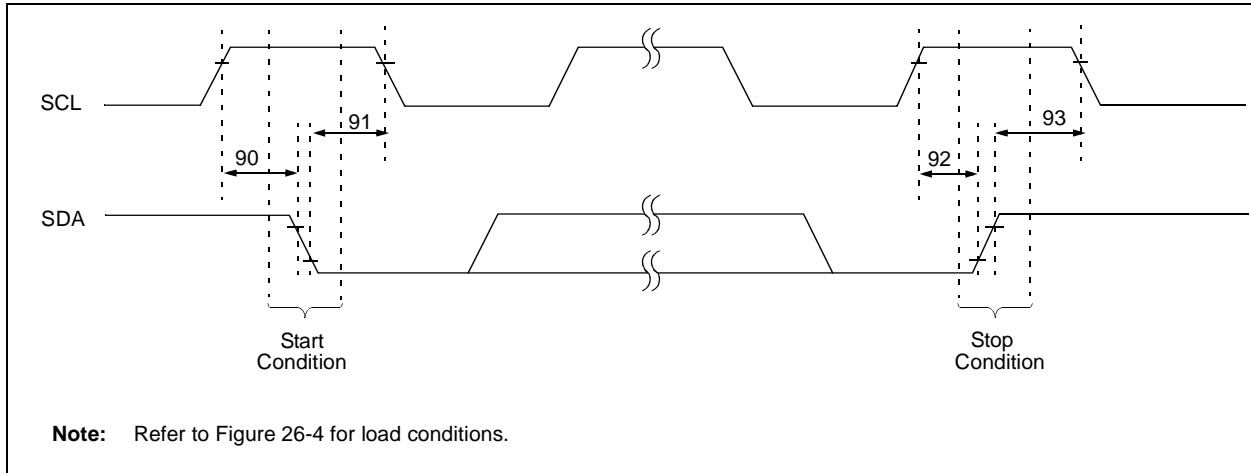 SCL
91
93
90
92
SDA
Start
Condition
Stop
Condition
Note: Refer to Figure 26-4 for load conditions.